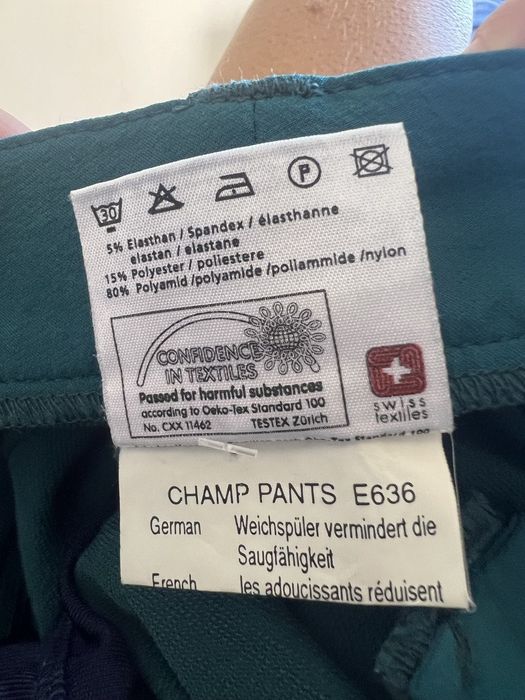 30
P
5% Elasthan / Spandex / élasthanne
elastan / elastane
15% Polyester / poliestere
80% Polyamid /polyamide /poliammide /nylon
CONFIDENCE
IN TEXTILES
Passed for harmful substances
according to Oeko-Tex Standard 100
No. CXX 11462 TESTEX Zürich
swiss
textiles
Standard 100
CHAMP PANTS E636
German Weichspüler vermindert die
Saugfähigkeit
French les adoucissants réduisent